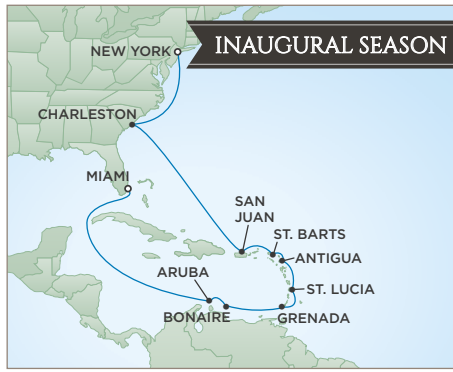 INAUGURAL SEASON
NEW YORK
CHARLESTON
MIAMI
SAN
JUAN
ST. BARTS
ANTIGUA
ARUBA
ST. LUCIA
BONAIRE
GRENADA